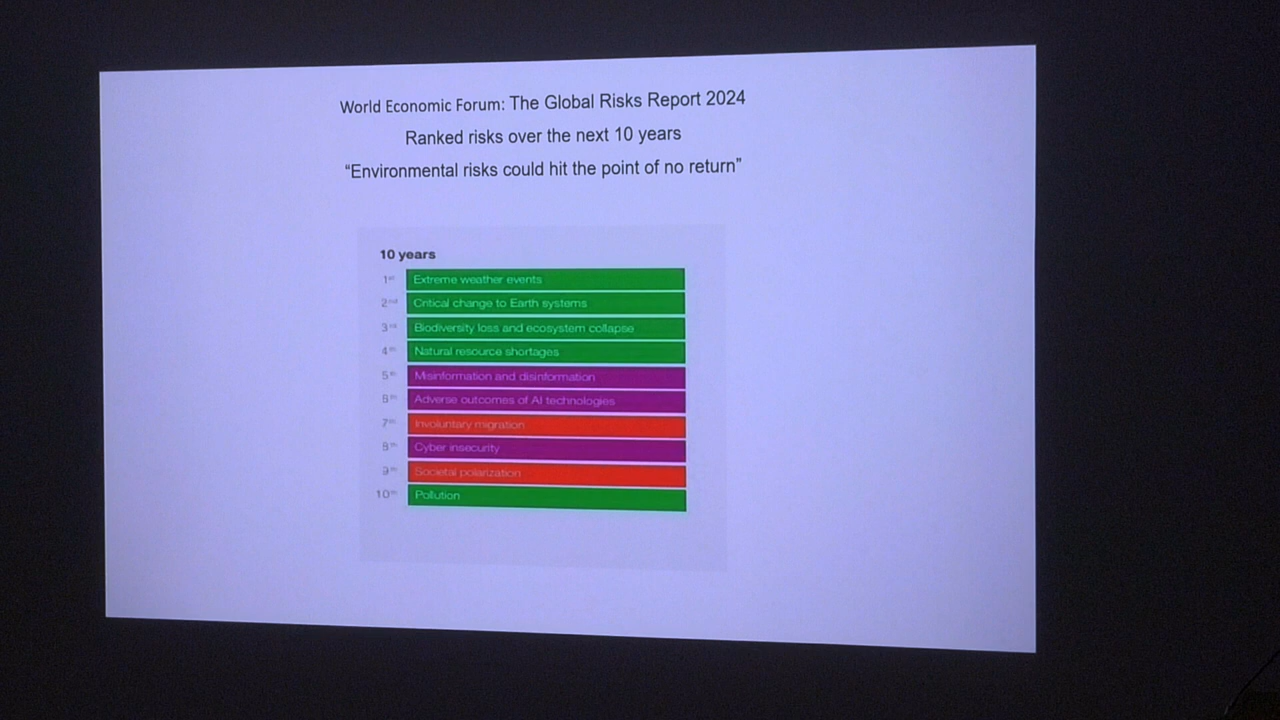 World Economic Forum: The Global Risks Report 2024
Ranked risks over the next 10 years
“Environmental risks could hit the point of no return”
10 years
1st Extreme weather events
2nd Critical change to Earth systems
3rd Biodiversity loss and ecosystem collapse
4th Natural resource shortages
5th Misinformation and disinformation
6th Adverse outcomes of AI technologies
7th Involuntary migration
8th Cyber insecurity
9th Societal polarization
10th Pollution